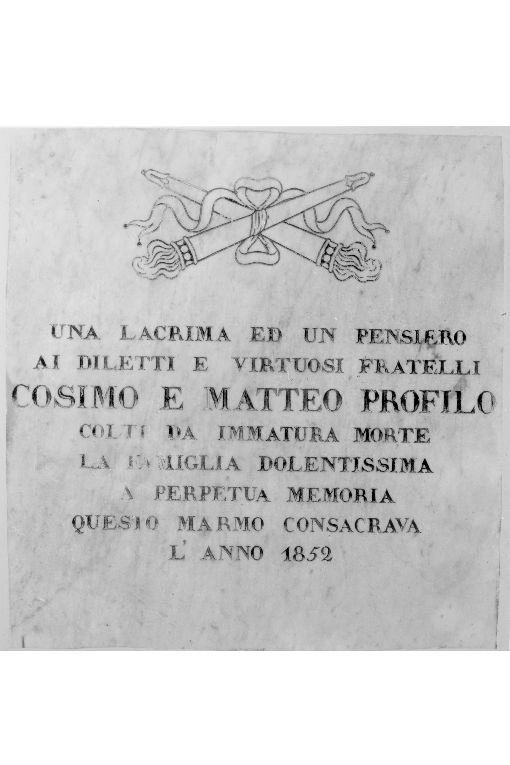 UNA LACRIMA ED UN PENSIERO
AI DILETTI E VIRTUOSI FRATELLI
COSIMO E MATTEO PROFILO
COLTI DA IMMATURA MORTE
LA FAMIGLIA DOLENTISSIMA
A PERPETUA MEMORIA
QUESTO MARMO CONSACRAVA
L' ANNO 1852